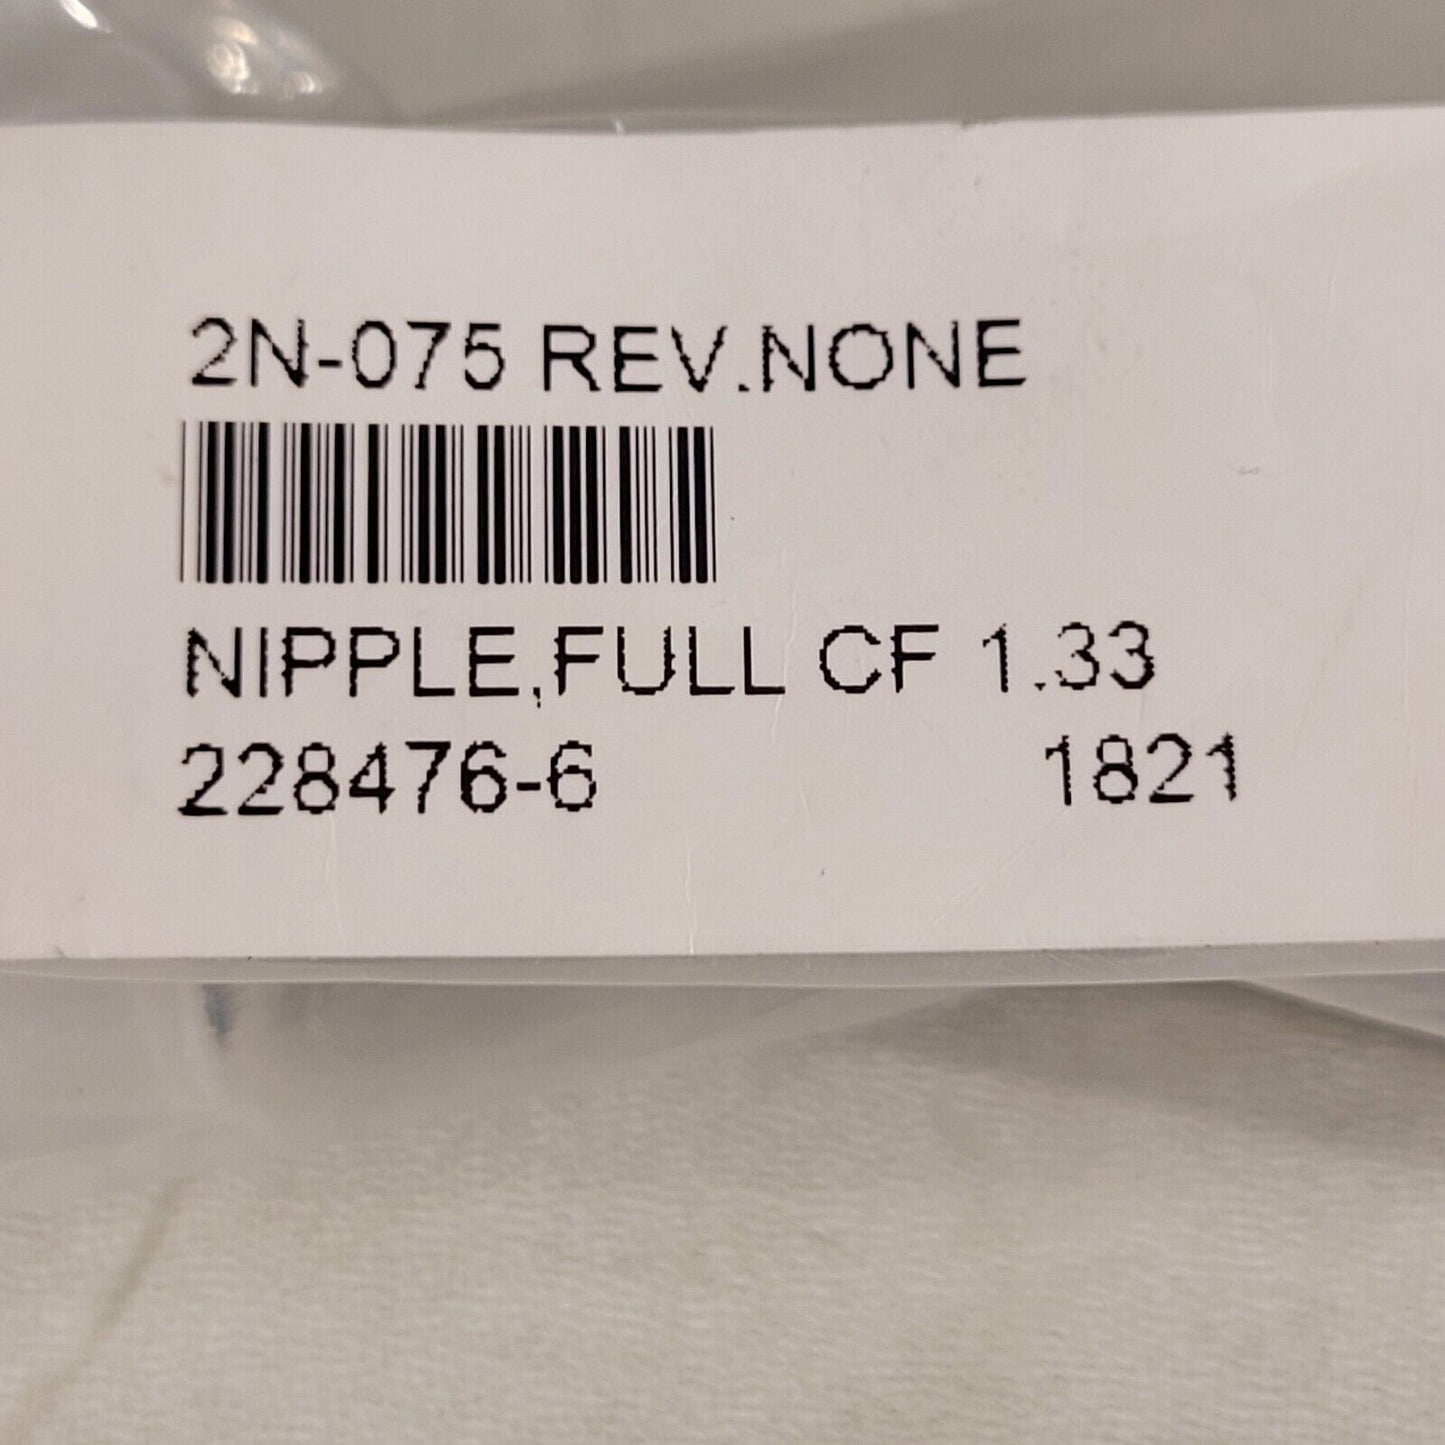 2N-075 REV.NONE
NIPPLE,FULL CF 1.33
228476-6 1821